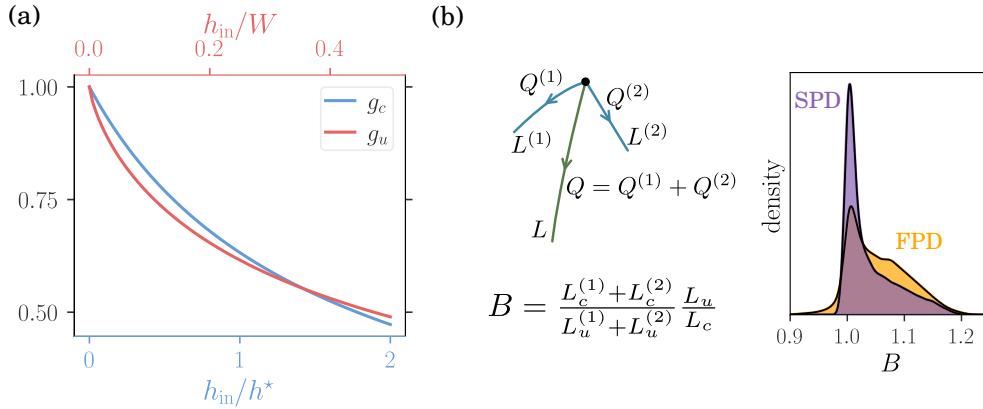 (a)
h_in/W
0.0 0.2 0.4
1.00
0.75
0.50
g_c
g_u
0 1 2
h_in/h⋆
(b)
Q^(1)
Q^(2)
L^(1)
L^(2)
Q = Q^(1) + Q^(2)
L
B = (L_c^(1)+L_c^(2))/(L_u^(1)+L_u^(2)) L_u/L_c
density
SPD
FPD
0.9 1.0 1.1 1.2
B